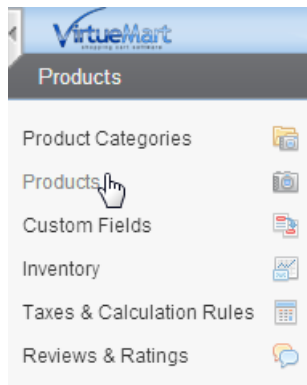 VirtueMart
shopping cart software
Products
Product Categories
Products
Custom Fields
Inventory
Taxes & Calculation Rules
Reviews & Ratings